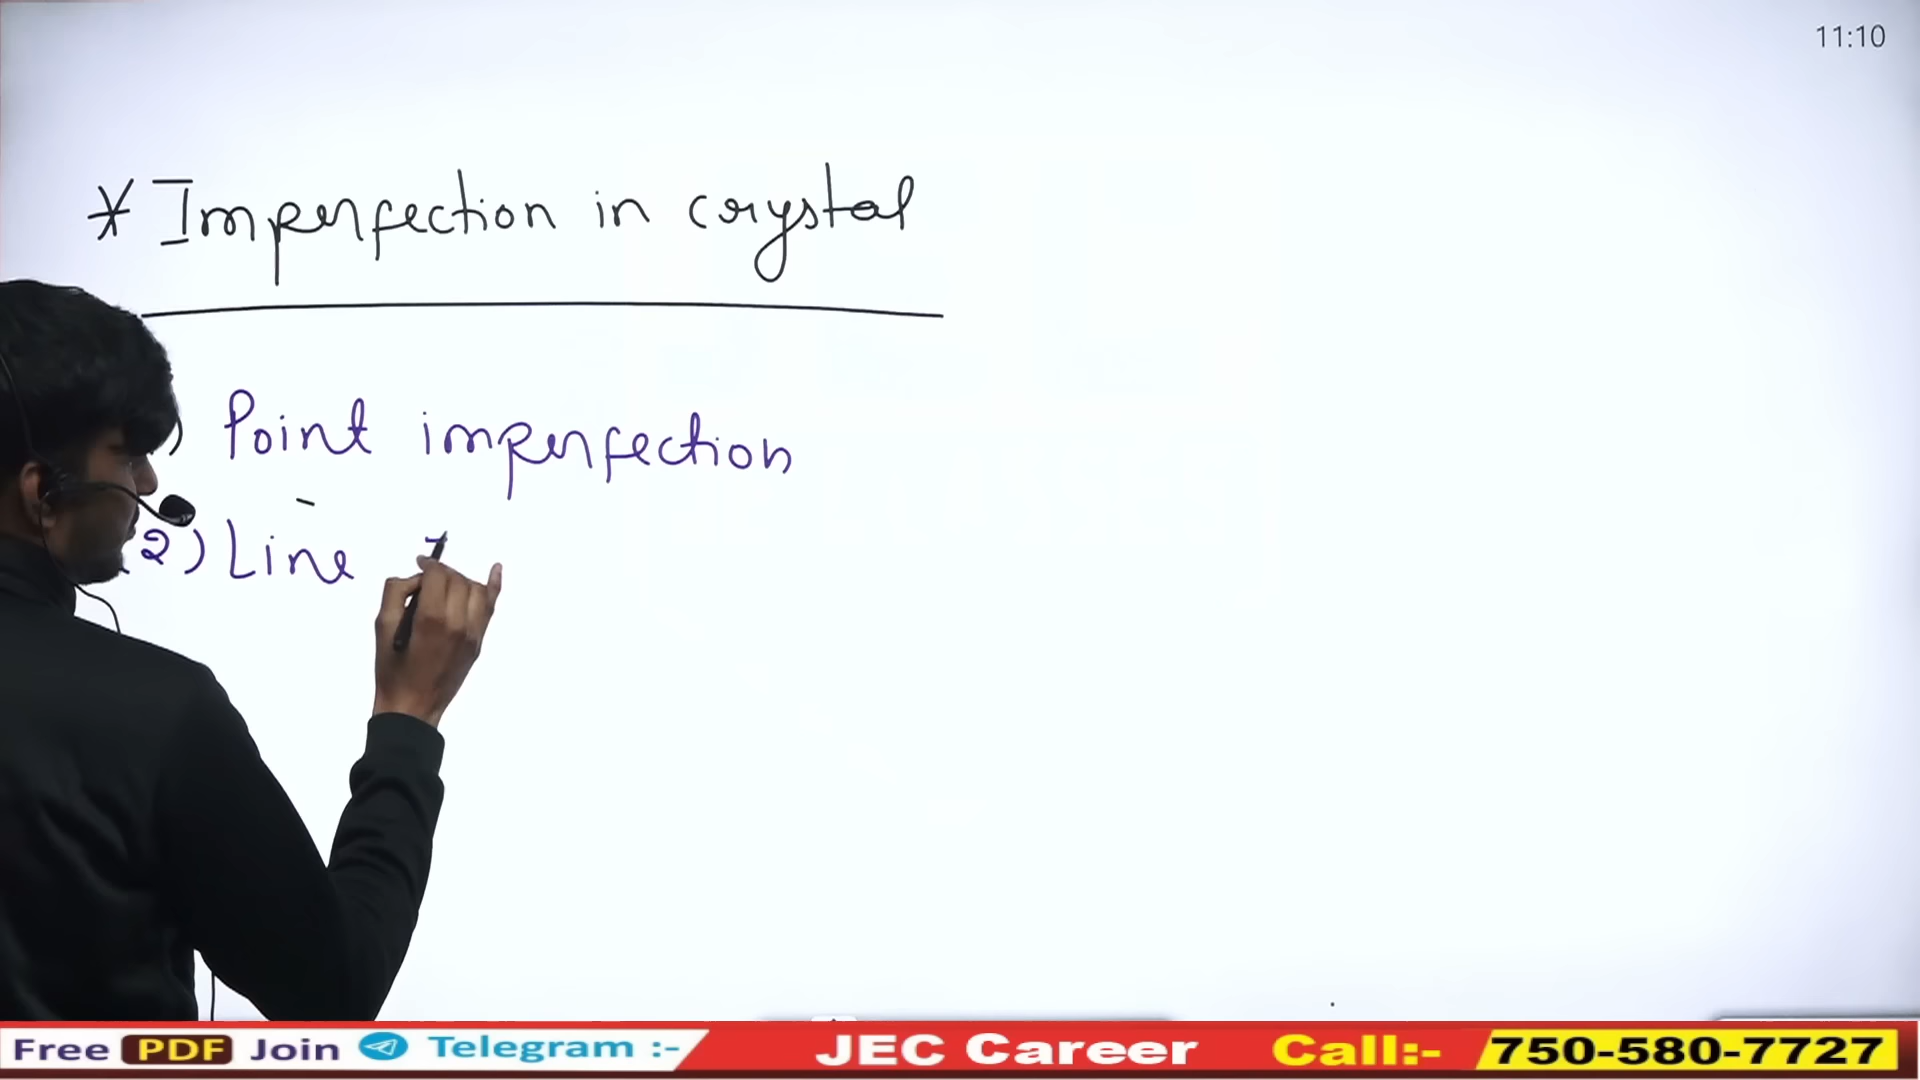 11:10
* Imperfection in crystal
) Point imperfection
(2) Line
Free PDF Join Telegram :- JEC Career Call:- 750-580-7727